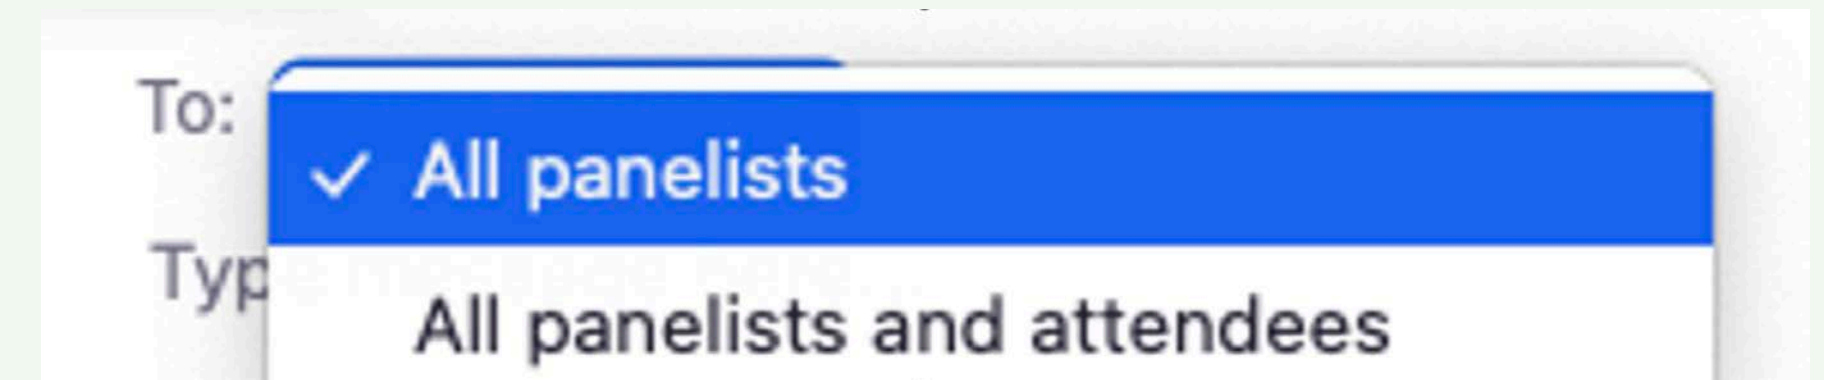 To:
✓ All panelists
Typ
All panelists and attendees